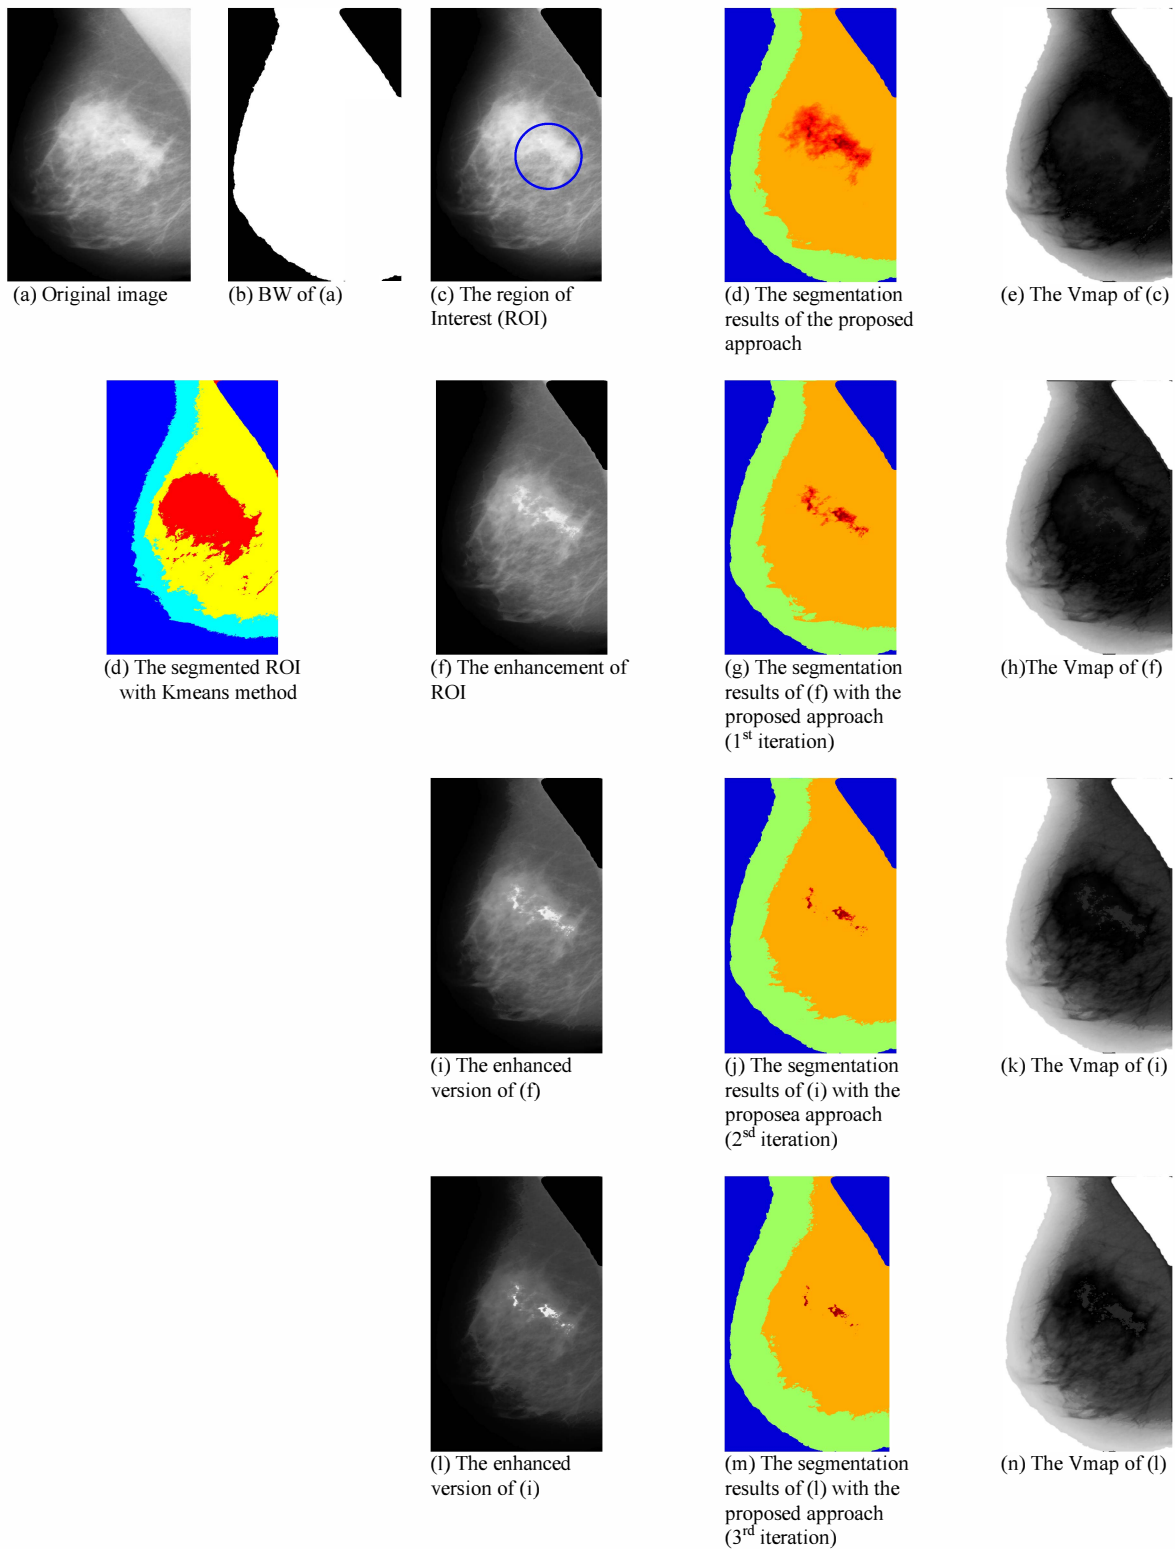 (a) Original image
(b) BW of (a)
(c) The region of
Interest (ROI)
(d) The segmentation
results of the proposed
approach
(e) The Vmap of (c)
(d) The segmented ROI
with Kmeans method
(f) The enhancement of
ROI
(g) The segmentation
results of (f) with the
proposed approach
(1st iteration)
(h)The Vmap of (f)
(i) The enhanced
version of (f)
(j) The segmentation
results of (i) with the
proposea approach
(2sd iteration)
(k) The Vmap of (i)
(l) The enhanced
version of (i)
(m) The segmentation
results of (l) with the
proposed approach
(3rd iteration)
(n) The Vmap of (l)